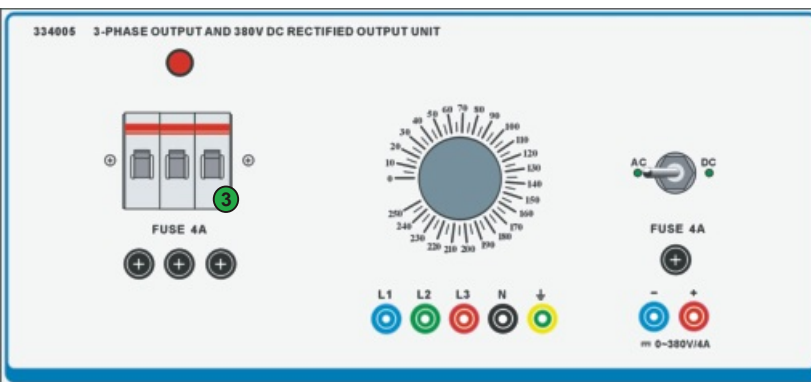 334005 3-PHASE OUTPUT AND 380V DC RECTIFIED OUTPUT UNIT
3
FUSE 4A
0 10 20 30 40 50 60 70 80 90 100 110 120 130 140 150 160 170 180 190 200 210 220 230 240 250
L1 L2 L3 N ⏚
AC DC
FUSE 4A
- +
⎓ 0~380V/4A